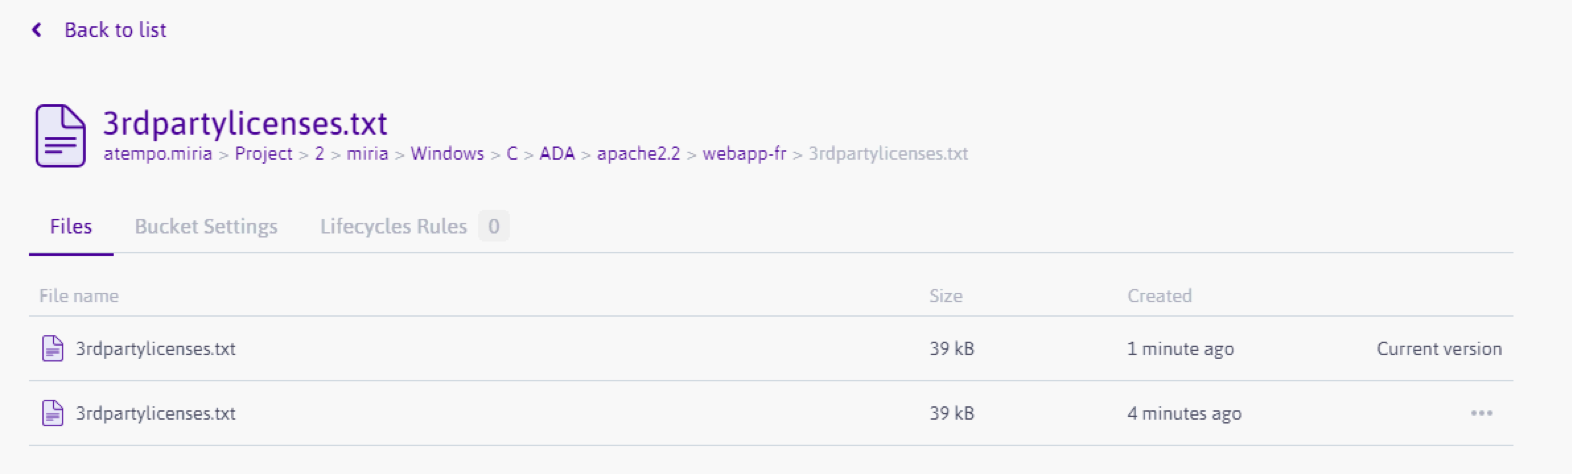 Back to list
3rdpartylicenses.txt
atempo.miria > Project > 2 > miria > Windows > C > ADA > apache2.2 > webapp-fr > 3rdpartylicenses.txt
Files Bucket Settings Lifecycles Rules 0
File name Size Created
3rdpartylicenses.txt 39 kB 1 minute ago Current version
3rdpartylicenses.txt 39 kB 4 minutes ago •••